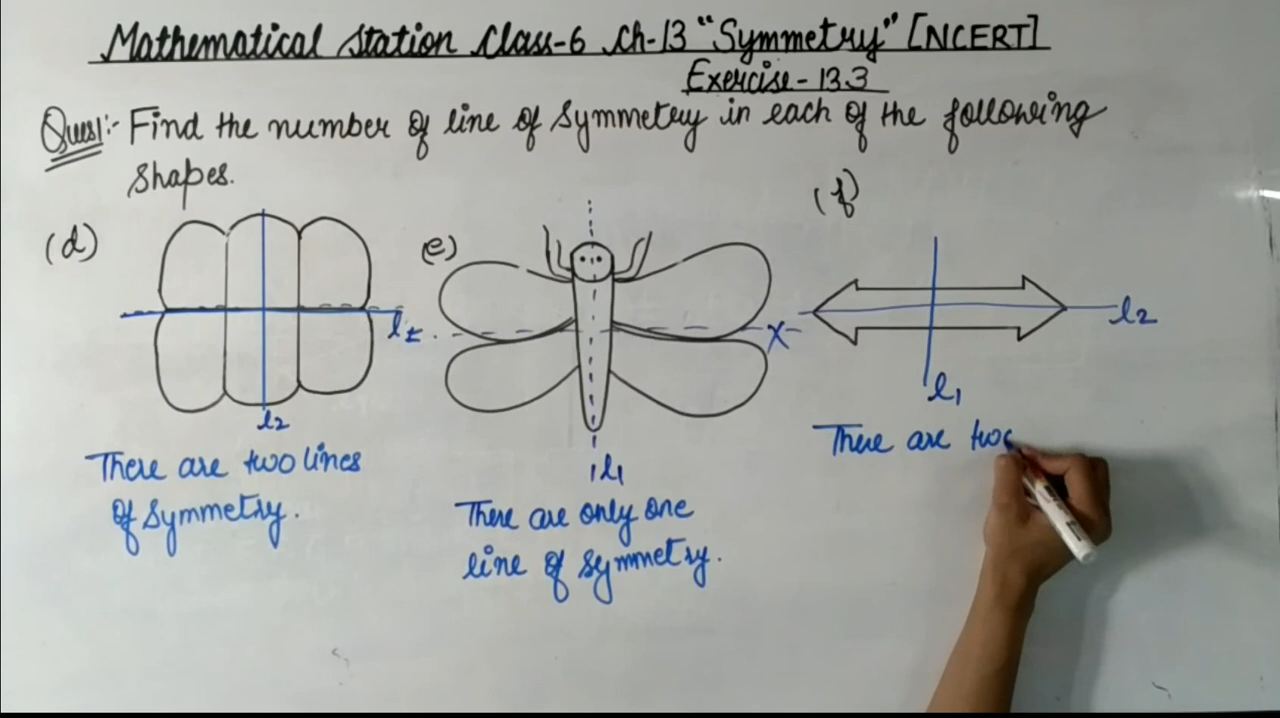 Mathematical Station Class-6 Ch-13 "Symmetry" [NCERT]
Exercise-13.3
Ques1:- Find the number of line of Symmetry in each of the following
Shapes.
(d)
(e)
(f)
l2
X
l2
l1
l2
There are two lines
of Symmetry.
l1
There are only one
line of Symmetry.
There are two